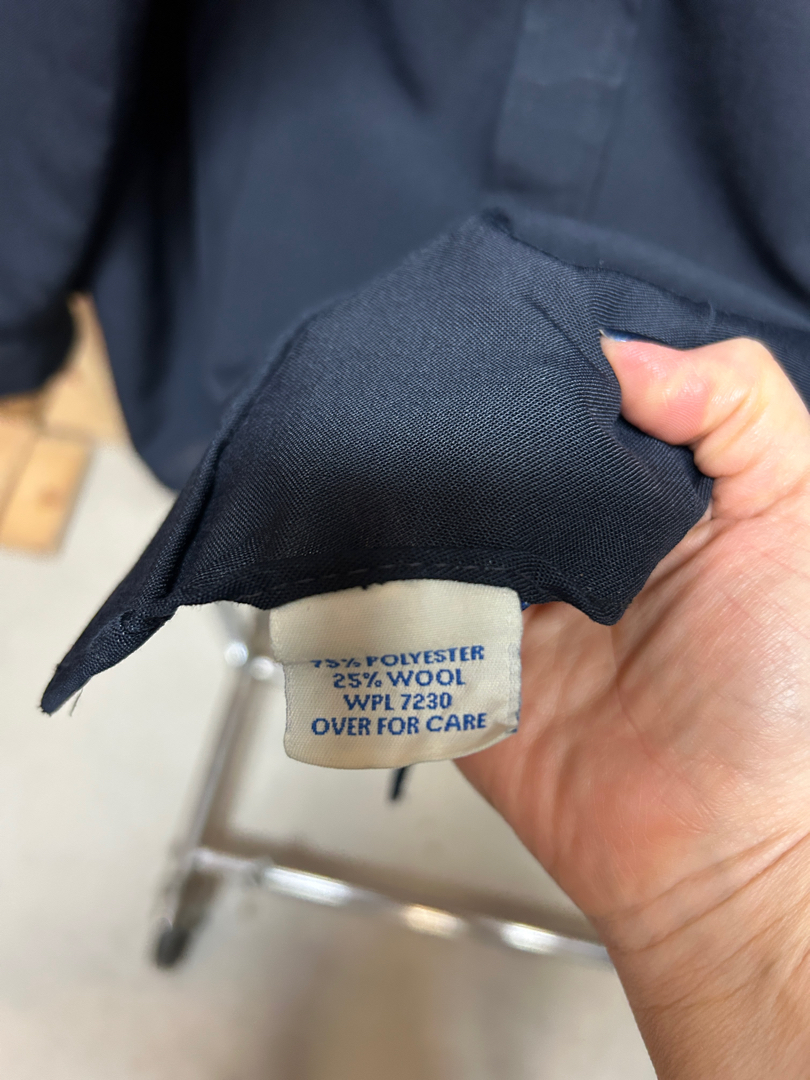 75% POLYESTER
25% WOOL
WPL 7230
OVER FOR CARE